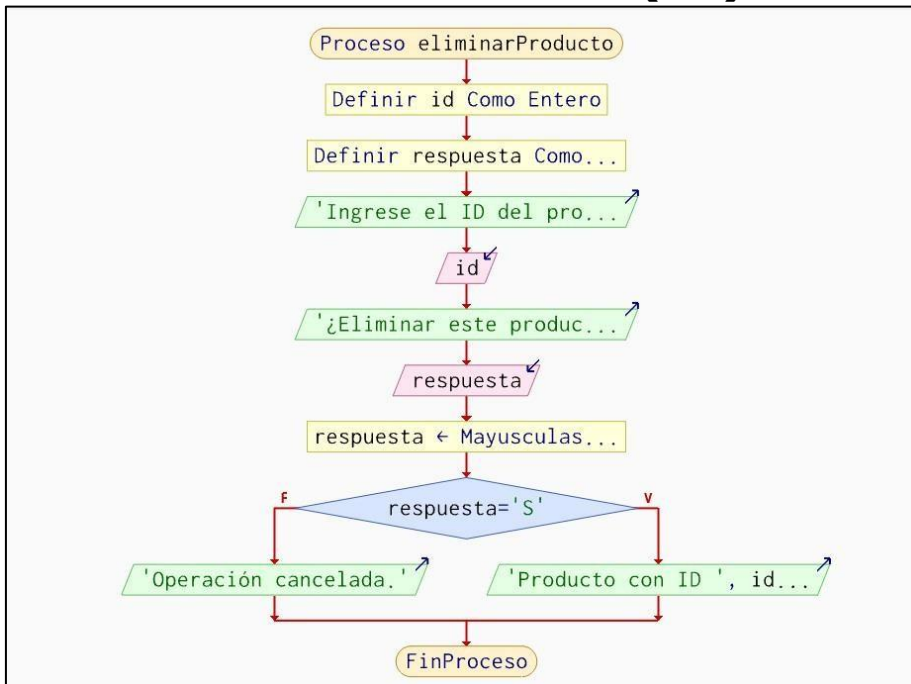 Proceso eliminarProducto
Definir id Como Entero
Definir respuesta Como...
'Ingrese el ID del pro...
id
'¿Eliminar este produc...
respuesta
respuesta ← Mayusculas...
respuesta='S'
F
V
'Operación cancelada.'
'Producto con ID ', id...
FinProceso